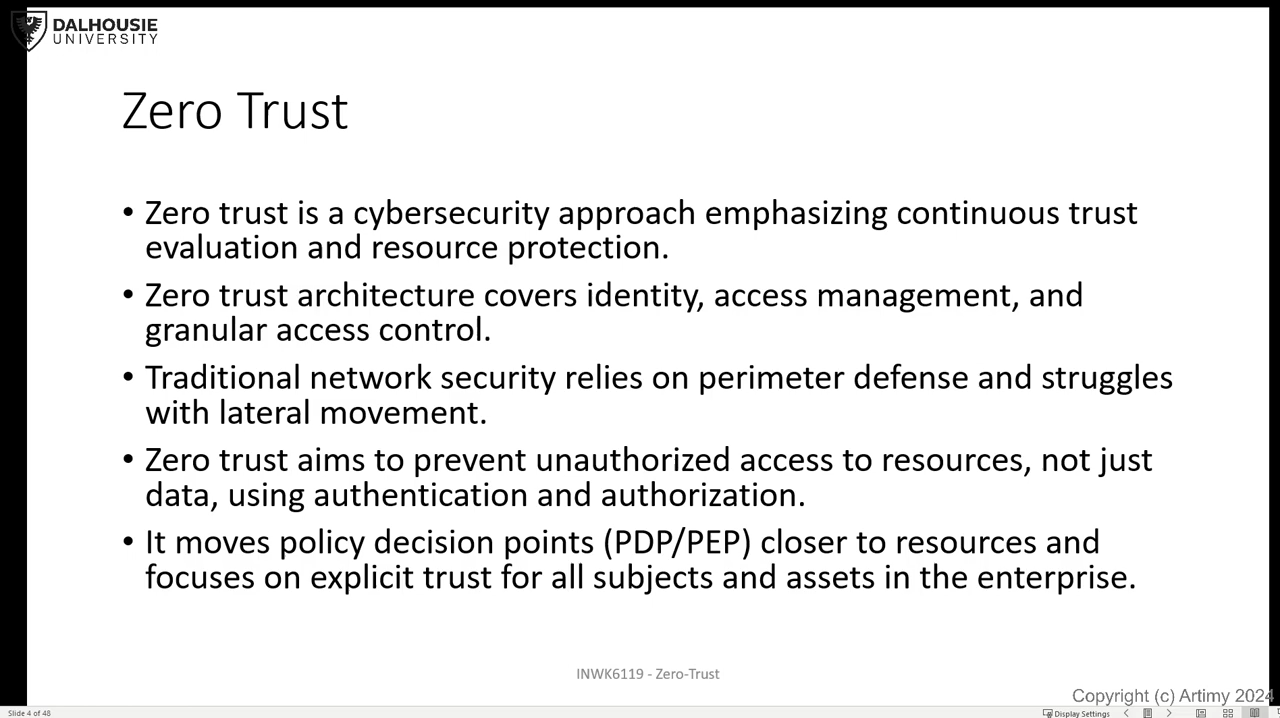 DALHOUSIE
UNIVERSITY
Zero Trust
• Zero trust is a cybersecurity approach emphasizing continuous trust
evaluation and resource protection.
• Zero trust architecture covers identity, access management, and
granular access control.
• Traditional network security relies on perimeter defense and struggles
with lateral movement.
• Zero trust aims to prevent unauthorized access to resources, not just
data, using authentication and authorization.
• It moves policy decision points (PDP/PEP) closer to resources and
focuses on explicit trust for all subjects and assets in the enterprise.
INWK6119 - Zero-Trust
Copyright (c) Artimy 2024
Slide 4 of 48
Display Settings